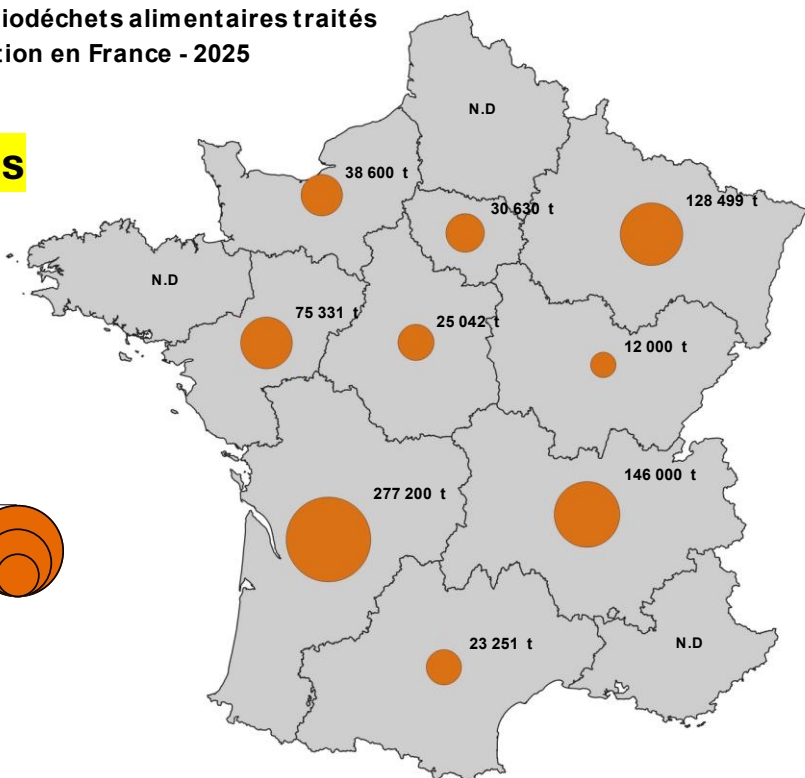 iodéchets alimentaires traités
tion en France - 2025
s
N.D
38 600 t
30 630 t
128 499 t
N.D
75 331 t
25 042 t
12 000 t
277 200 t
146 000 t
23 251 t
N.D